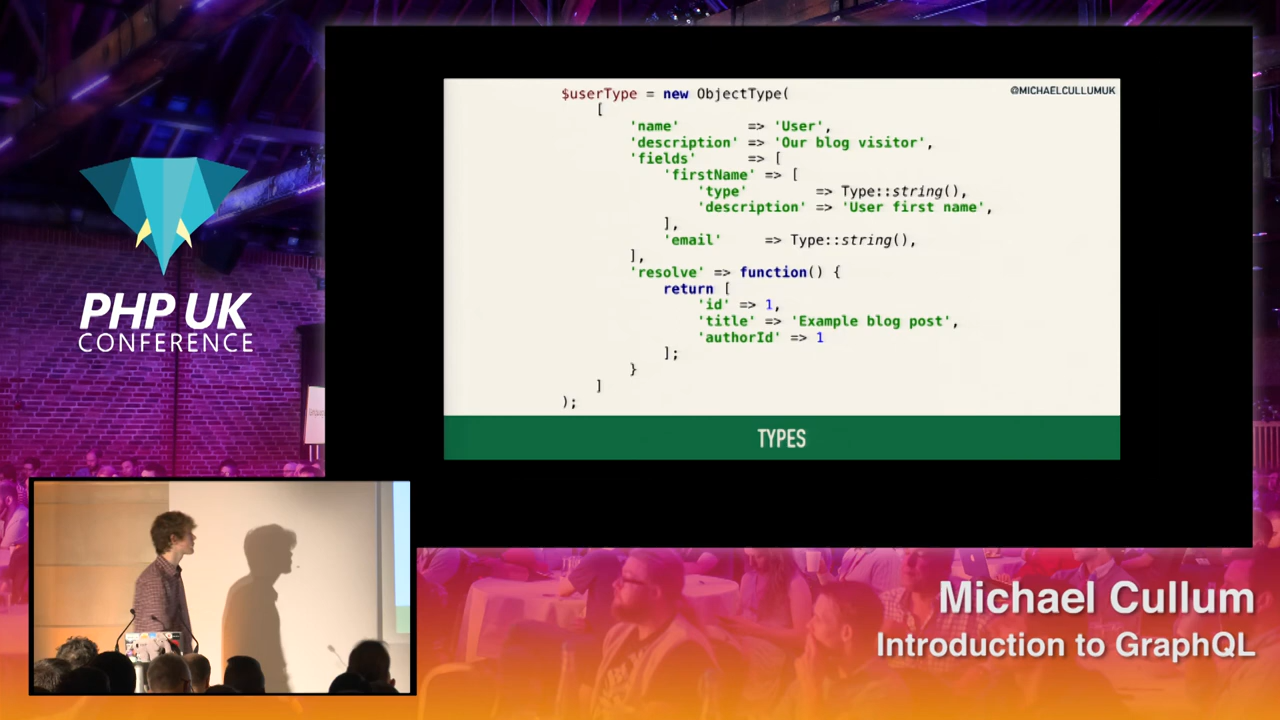 @MICHAELCULLUMUK
$userType = new ObjectType(
    [
        'name'        => 'User',
        'description' => 'Our blog visitor',
        'fields'      => [
            'firstName' => [
                'type'        => Type::string(),
                'description' => 'User first name',
            ],
            'email'     => Type::string(),
        ],
        'resolve' => function() {
            return [
                'id' => 1,
                'title' => 'Example blog post',
                'authorId' => 1
            ];
        }
    ]
);
TYPES
PHP UK
CONFERENCE
Michael Cullum
Introduction to GraphQL